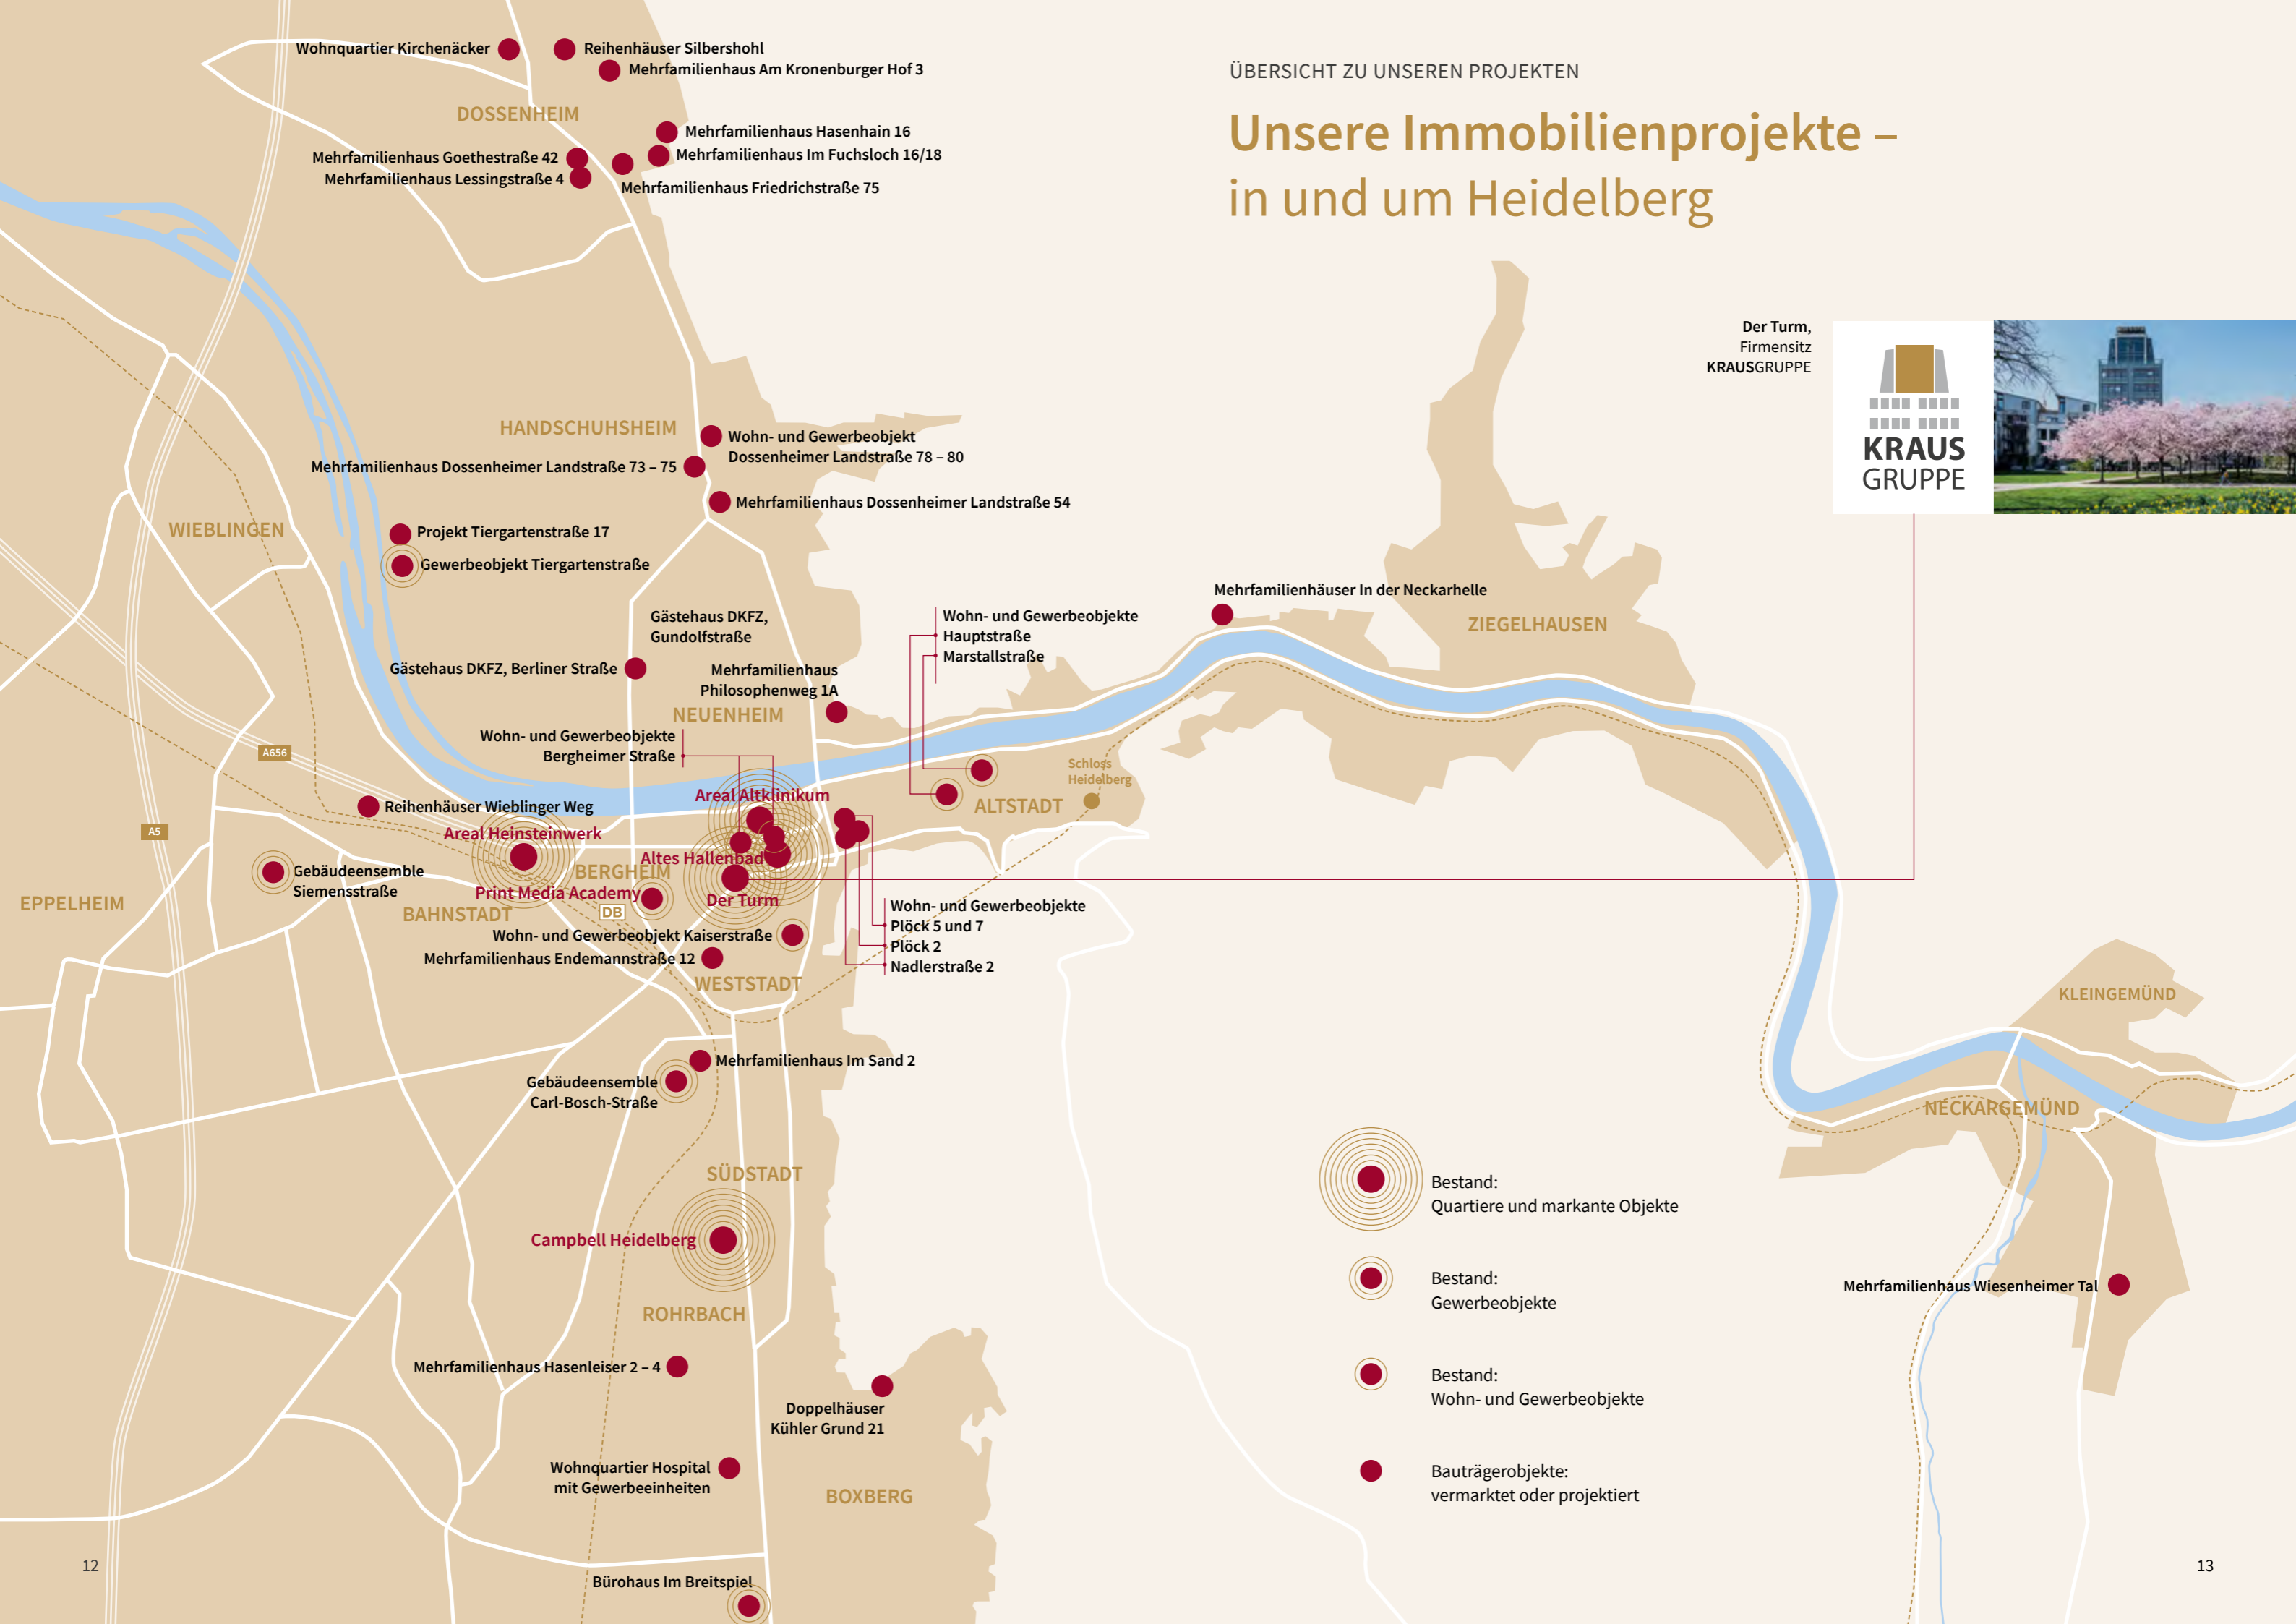 ÜBERSICHT ZU UNSEREN PROJEKTEN
Unsere Immobilienprojekte –
in und um Heidelberg
Der Turm,
Firmensitz
KRAUSGRUPPE
KRAUS
GRUPPE
Wohnquartier Kirchenäcker
Reihenhäuser Silbershohl
Mehrfamilienhaus Am Kronenburger Hof 3
DOSSENHEIM
Mehrfamilienhaus Hasenhain 16
Mehrfamilienhaus Im Fuchsloch 16/18
Mehrfamilienhaus Goethestraße 42
Mehrfamilienhaus Lessingstraße 4
Mehrfamilienhaus Friedrichstraße 75
HANDSCHUHSHEIM
Wohn- und Gewerbeobjekt
Dossenheimer Landstraße 78 – 80
Mehrfamilienhaus Dossenheimer Landstraße 73 – 75
Mehrfamilienhaus Dossenheimer Landstraße 54
WIEBLINGEN
Projekt Tiergartenstraße 17
Gewerbeobjekt Tiergartenstraße
Gästehaus DKFZ,
Gundolfstraße
Gästehaus DKFZ, Berliner Straße
Mehrfamilienhaus
Philosophenweg 1A
NEUENHEIM
Wohn- und Gewerbeobjekte
Hauptstraße
Marstallstraße
Mehrfamilienhäuser In der Neckarhelle
ZIEGELHAUSEN
Wohn- und Gewerbeobjekte
Bergheimer Straße
A656
A5
Schloss
Heidelberg
ALTSTADT
Areal Altklinikum
Reihenhäuser Wieblinger Weg
Areal Heinsteinwerk
Altes Hallenbad
BERGHEIM
Gebäudeensemble
Siemensstraße
Print Media Academy
Der Turm
EPPELHEIM
BAHNSTADT
DB
Wohn- und Gewerbeobjekte
Plöck 5 und 7
Plöck 2
Nadlerstraße 2
Wohn- und Gewerbeobjekt Kaiserstraße
Mehrfamilienhaus Endemannstraße 12
WESTSTADT
KLEINGEMÜND
NECKARGEMÜND
Mehrfamilienhaus Im Sand 2
Gebäudeensemble
Carl-Bosch-Straße
SÜDSTADT
Campbell Heidelberg
ROHRBACH
Mehrfamilienhaus Hasenleiser 2 – 4
Doppelhäuser
Kühler Grund 21
Wohnquartier Hospital
mit Gewerbeeinheiten
BOXBERG
Bürohaus Im Breitspiel
Mehrfamilienhaus Wiesenheimer Tal
Bestand:
Quartiere und markante Objekte
Bestand:
Gewerbeobjekte
Bestand:
Wohn- und Gewerbeobjekte
Bauträgerobjekte:
vermarktet oder projektiert
12
13